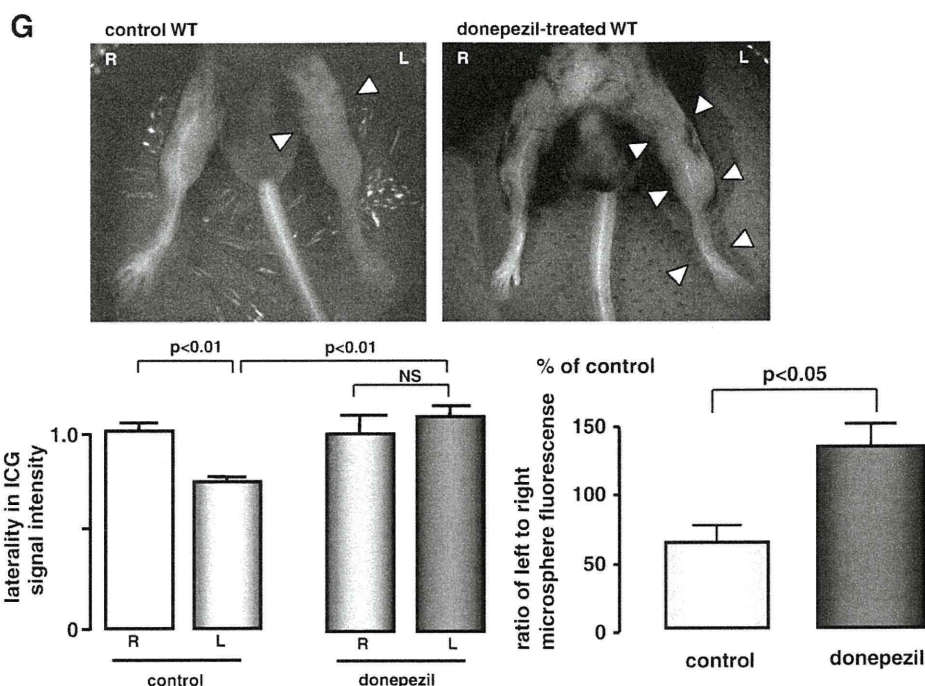 G
control WT
donepezil-treated WT
R
L
R
L
p<0.01
p<0.01
NS
laterality in ICG
signal intensity
1.0
0
R
L
R
L
control
donepezil
% of control
p<0.05
ratio of left to right
microsphere fluorescense
150
100
50
0
control
donepezil